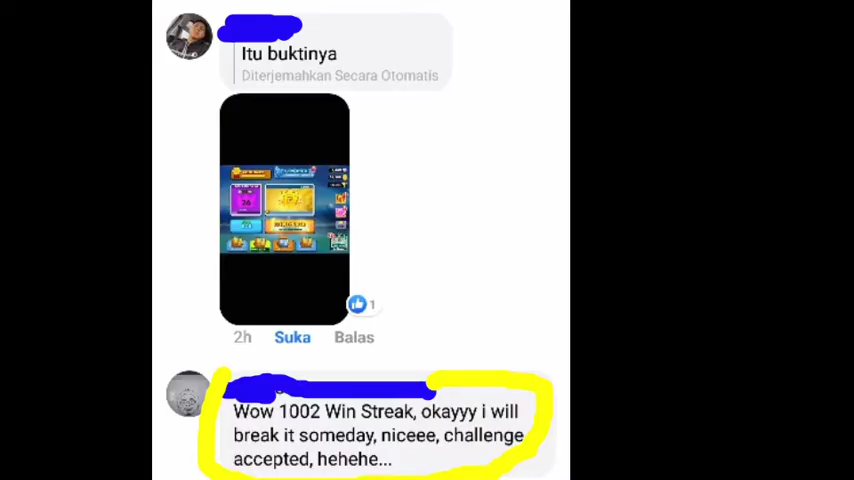 Itu buktinya
Diterjemahkan Secara Otomatis
1
2h Suka Balas
Wow 1002 Win Streak, okayyy i will
break it someday, niceee, challenge
accepted, hehehe...